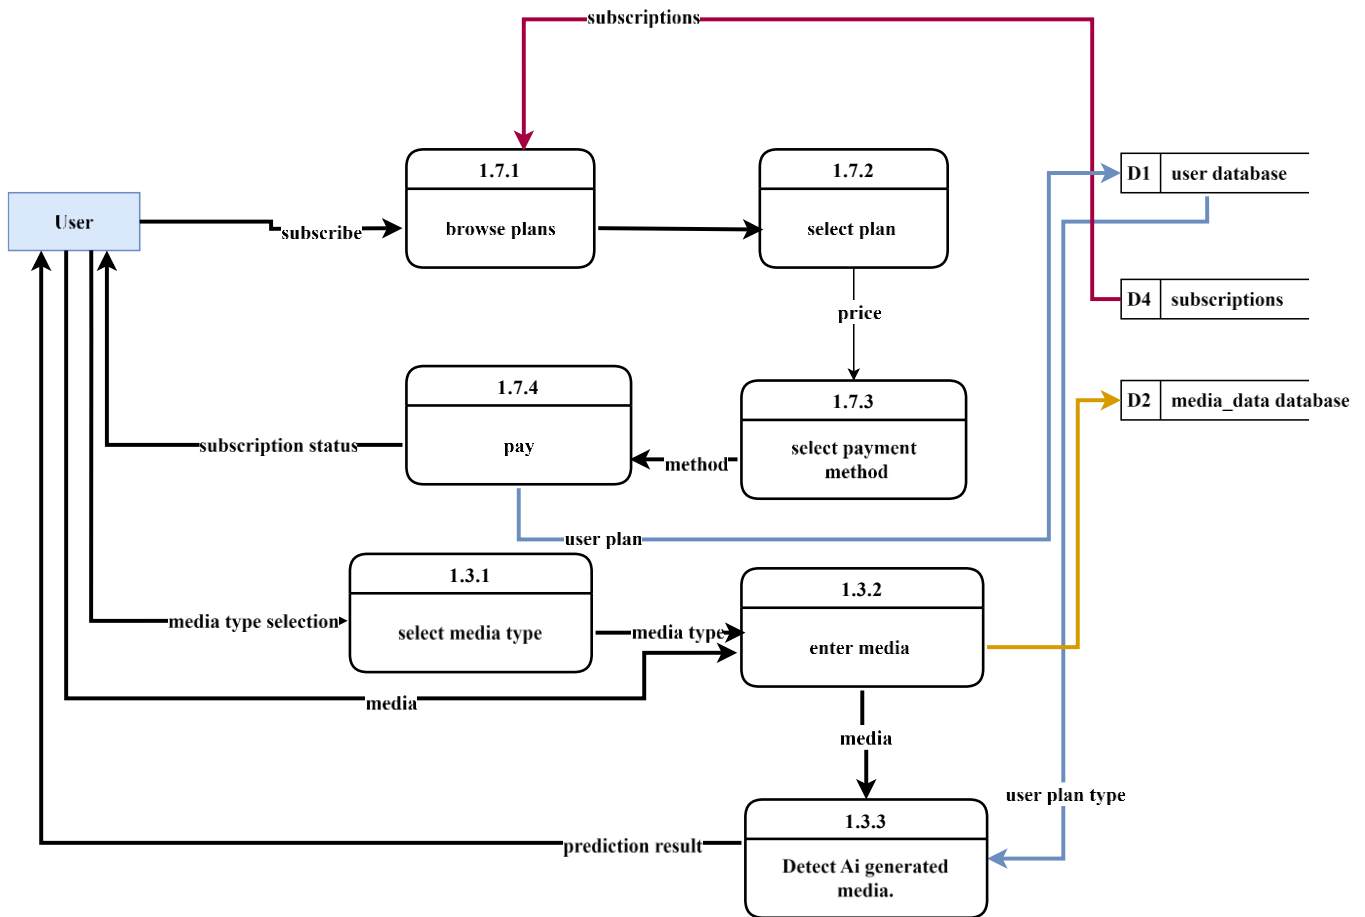 subscriptions
1.7.1
browse plans
1.7.2
select plan
D1
user database
User
subscribe
D4
subscriptions
price
1.7.4
pay
1.7.3
select payment
method
D2
media_data database
subscription status
method
user plan
1.3.1
select media type
1.3.2
enter media
media type selection
media type
media
media
user plan type
1.3.3
Detect Ai generated
media.
prediction result